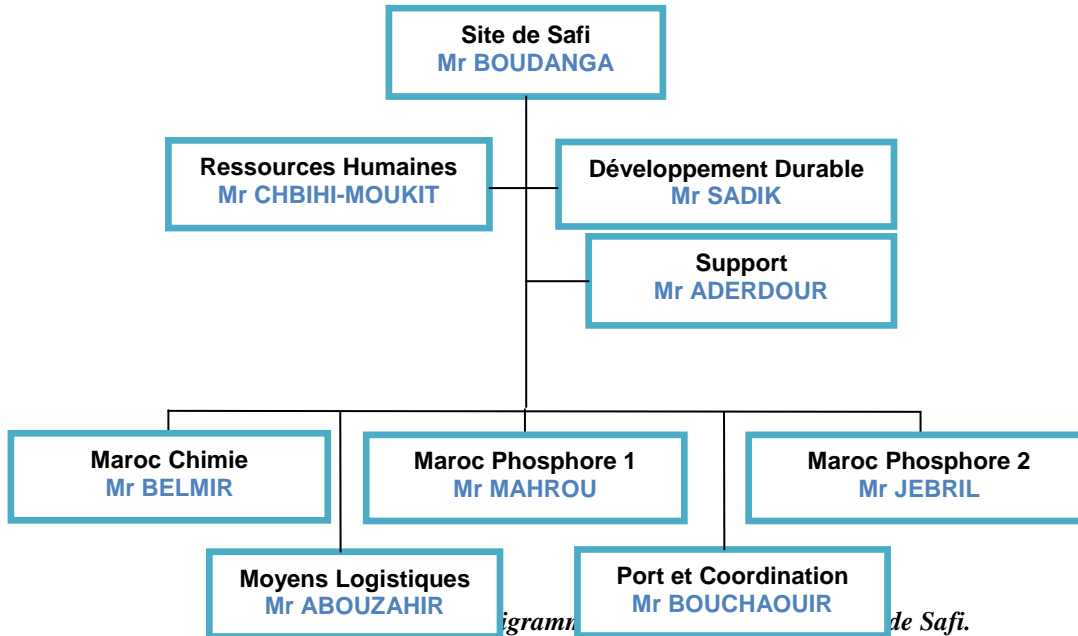 Site de Safi
Mr BOUDANGA
Ressources Humaines
Mr CHBIHI-MOUKIT
Développement Durable
Mr SADIK
Support
Mr ADERDOUR
Maroc Chimie
Mr BELMIR
Maroc Phosphore 1
Mr MAHROU
Maroc Phosphore 2
Mr JEBRIL
Moyens Logistiques
Mr ABOUZAHIR
Port et Coordination
Mr BOUCHAOUIR
de Safi.